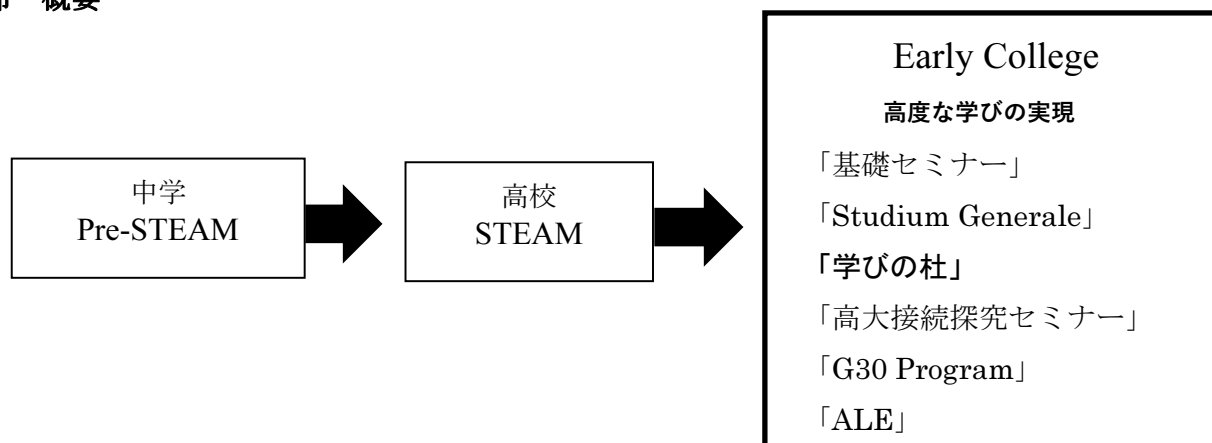 概要
中学
Pre-STEAM
高校
STEAM
Early College
高度な学びの実現
「基礎セミナー」
「Studium Generale」
「学びの杜」
「高大接続探究セミナー」
「G30 Program」
「ALE」